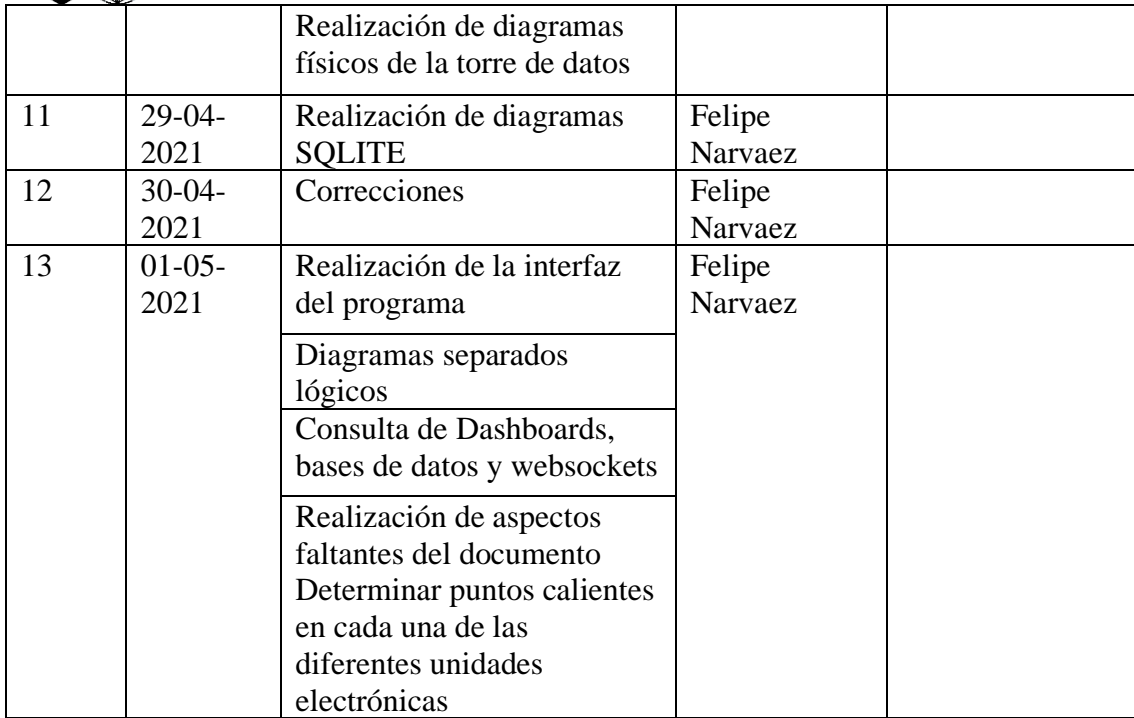 Realización de diagramas
físicos de la torre de datos
11 29-04- Realización de diagramas Felipe
2021 SQLITE Narvaez
12 30-04- Correcciones Felipe
2021 Narvaez
13 01-05- Realización de la interfaz Felipe
2021 del programa Narvaez
Diagramas separados
lógicos
Consulta de Dashboards,
bases de datos y websockets
Realización de aspectos
faltantes del documento
Determinar puntos calientes
en cada una de las
diferentes unidades
electrónicas